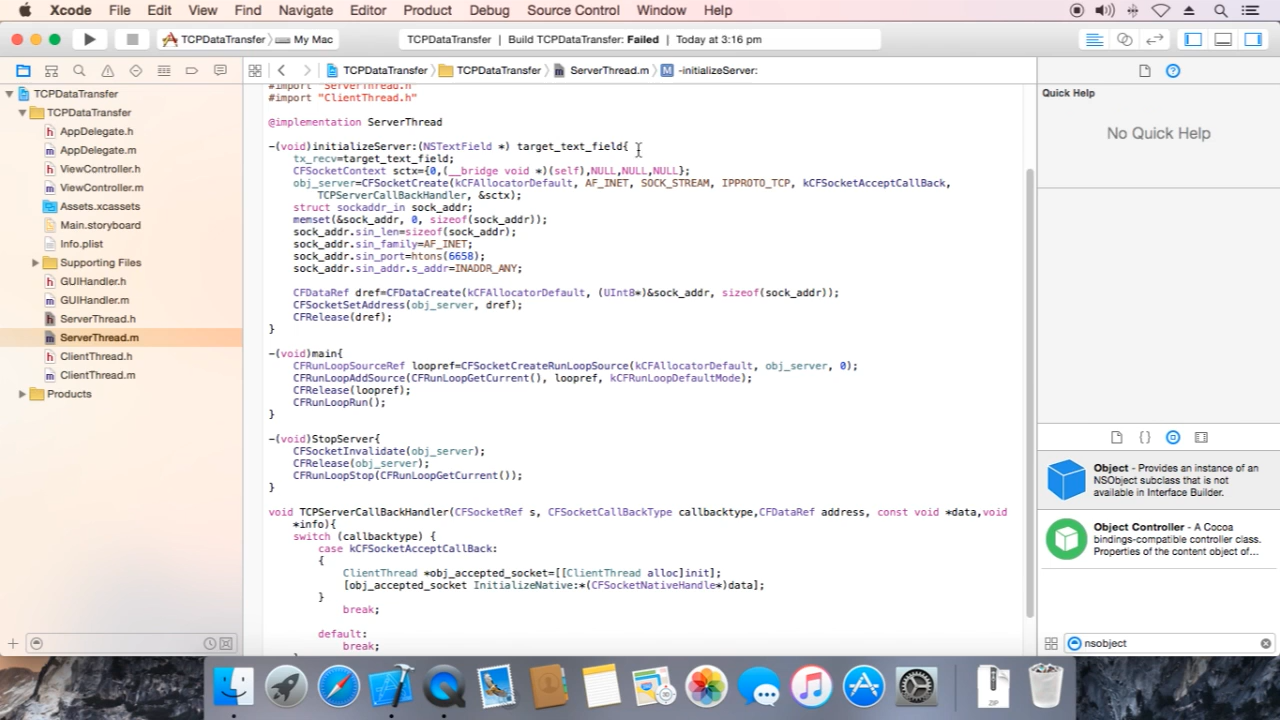 Xcode File Edit View Find Navigate Editor Product Debug Source Control Window Help
TCPDataTransfer My Mac
TCPDataTransfer | Build TCPDataTransfer: Failed | Today at 3:16 pm
TCPDataTransfer TCPDataTransfer ServerThread.m -initializeServer:
TCPDataTransfer
TCPDataTransfer
AppDelegate.h
AppDelegate.m
ViewController.h
ViewController.m
Assets.xcassets
Main.storyboard
Info.plist
Supporting Files
GUIHandler.h
GUIHandler.m
ServerThread.h
ServerThread.m
ClientThread.h
ClientThread.m
Products
#import "ServerThread.h"
#import "ClientThread.h"
@implementation ServerThread
-(void)initializeServer:(NSTextField *) target_text_field{
tx_recv=target_text_field;
CFSocketContext sctx={0,(__bridge void *)(self),NULL,NULL,NULL};
obj_server=CFSocketCreate(kCFAllocatorDefault, AF_INET, SOCK_STREAM, IPPROTO_TCP, kCFSocketAcceptCallBack,
TCPServerCallBackHandler, &sctx);
struct sockaddr_in sock_addr;
memset(&sock_addr, 0, sizeof(sock_addr));
sock_addr.sin_len=sizeof(sock_addr);
sock_addr.sin_family=AF_INET;
sock_addr.sin_port=htons(6658);
sock_addr.sin_addr.s_addr=INADDR_ANY;
CFDataRef dref=CFDataCreate(kCFAllocatorDefault, (UInt8*)&sock_addr, sizeof(sock_addr));
CFSocketSetAddress(obj_server, dref);
CFRelease(dref);
}
-(void)main{
CFRunLoopSourceRef loopref=CFSocketCreateRunLoopSource(kCFAllocatorDefault, obj_server, 0);
CFRunLoopAddSource(CFRunLoopGetCurrent(), loopref, kCFRunLoopDefaultMode);
CFRelease(loopref);
CFRunLoopRun();
}
-(void)StopServer{
CFSocketInvalidate(obj_server);
CFRelease(obj_server);
CFRunLoopStop(CFRunLoopGetCurrent());
}
void TCPServerCallBackHandler(CFSocketRef s, CFSocketCallBackType callbacktype,CFDataRef address, const void *data,void
*info){
switch (callbacktype) {
case kCFSocketAcceptCallBack:
{
ClientThread *obj_accepted_socket=[[ClientThread alloc]init];
[obj_accepted_socket InitializeNative:*(CFSocketNativeHandle*)data];
}
break;
default:
break;
Quick Help
No Quick Help
Object - Provides an instance of an
NSObject subclass that is not
available in Interface Builder.
Object Controller - A Cocoa
bindings-compatible controller class.
Properties of the content object of...
nsobject
ZIP